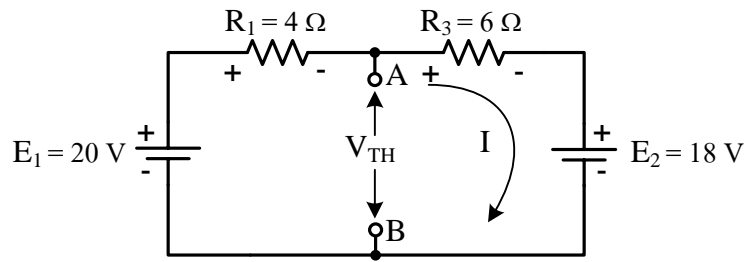 R₁ = 4 Ω R₃ = 6 Ω
+ - + -
A
+ +
E₁ = 20 V V_TH I E₂ = 18 V
- -
B